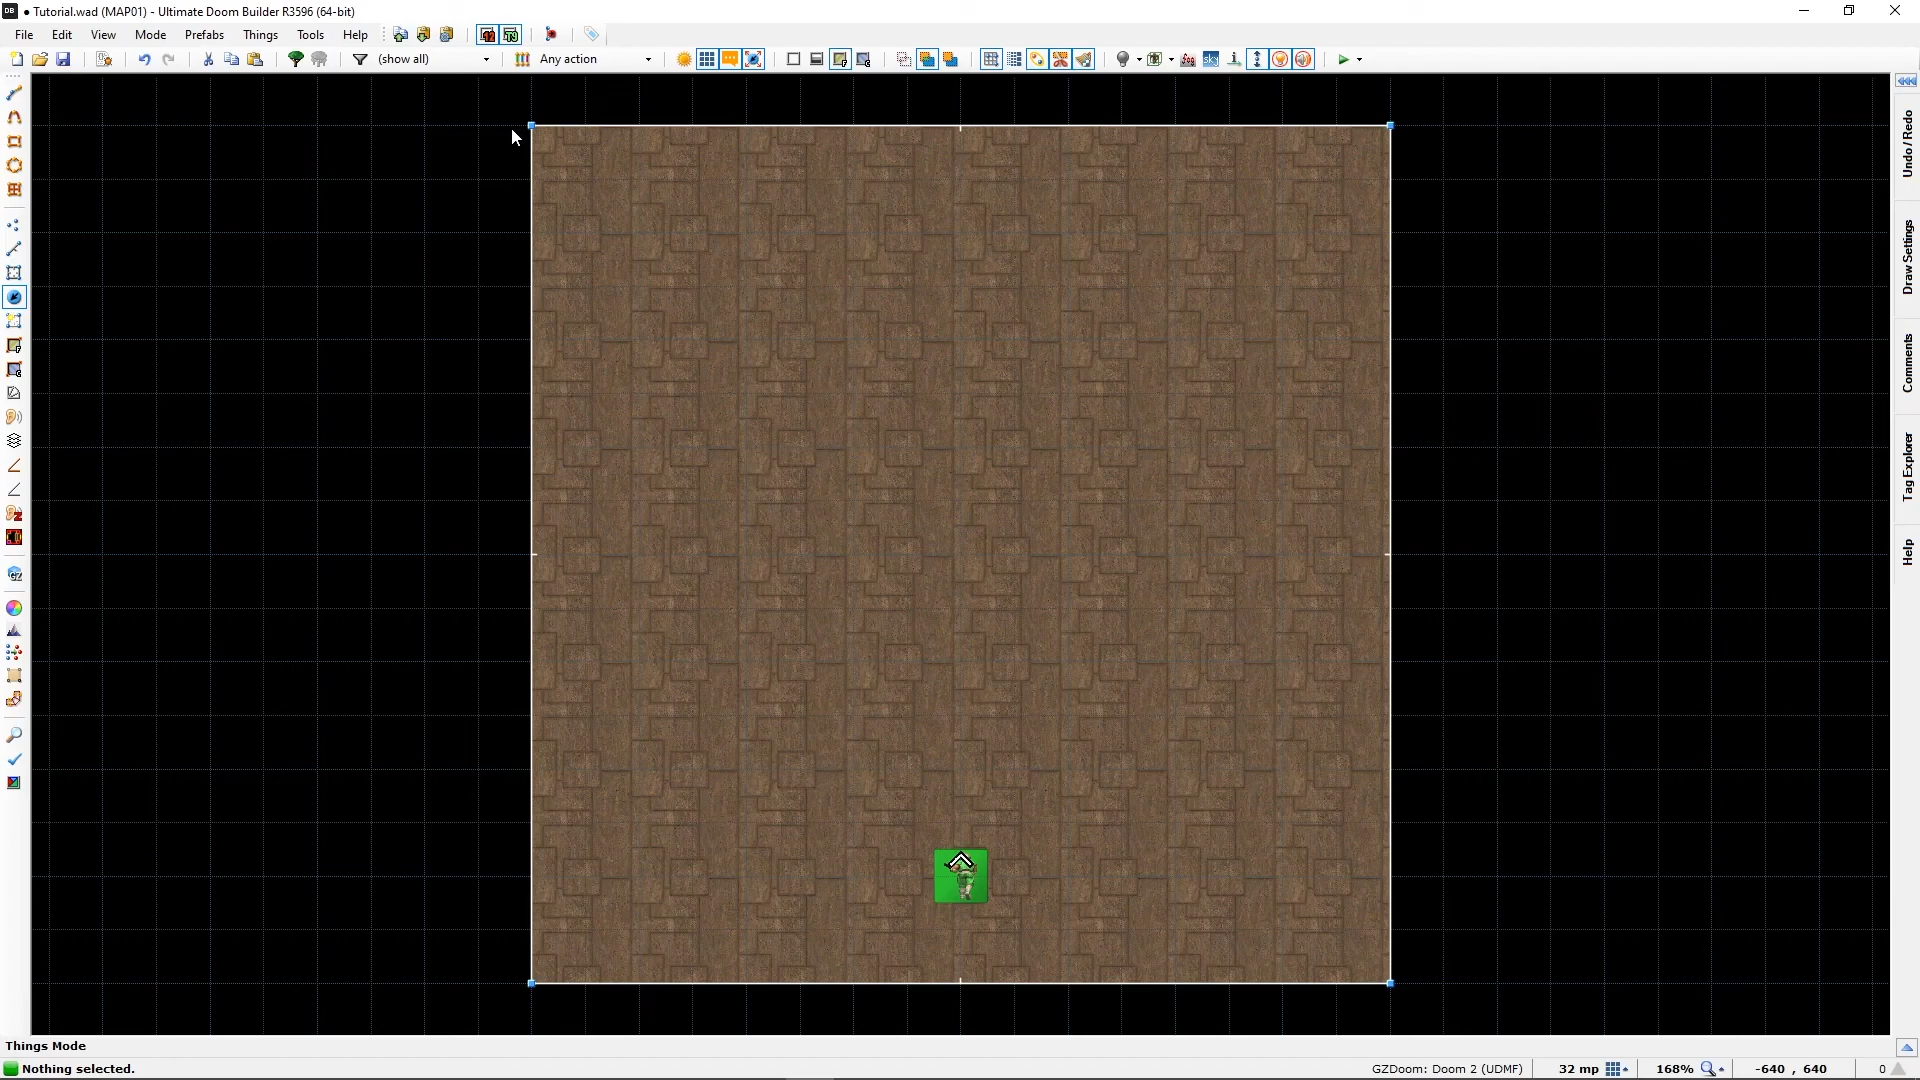 DB • Tutorial.wad (MAP01) - Ultimate Doom Builder R3596 (64-bit)
File Edit View Mode Prefabs Things Tools Help
(show all) Any action sky
Undo / Redo
Draw Settings
Comments
Tag Explorer
Help
Things Mode
Nothing selected. GZDoom: Doom 2 (UDMF) 32 mp 168% -640 , 640 0